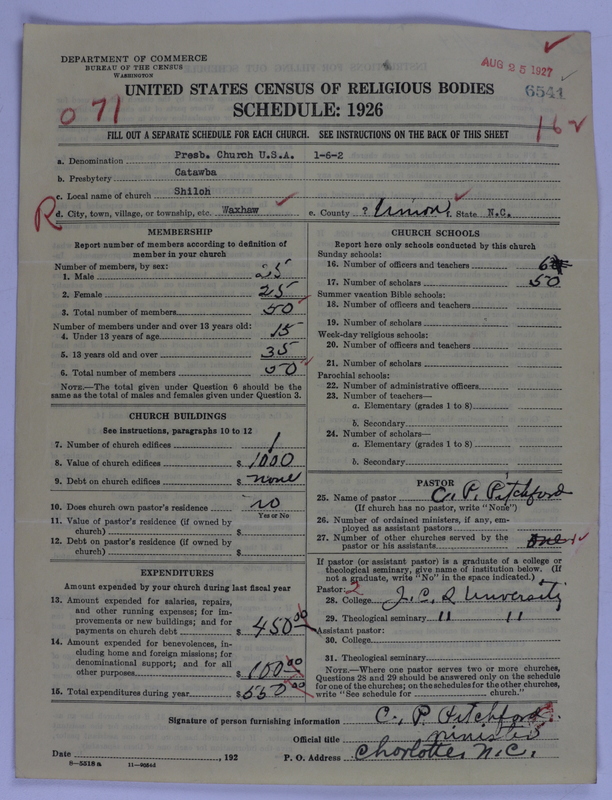 DEPARTMENT OF COMMERCE
BUREAU OF THE CENSUS
WASHINGTON
AUG 25 1927
6541
UNITED STATES CENSUS OF RELIGIOUS BODIES
SCHEDULE: 1926
071
162
FILL OUT A SEPARATE SCHEDULE FOR EACH CHURCH. SEE INSTRUCTIONS ON THE BACK OF THIS SHEET
a. Denomination Presb. Church U.S.A. 1-6-2
b. Presbytery Catawba
c. Local name of church Shiloh
R
d. City, town, village, or township, etc. Waxhaw e. County ? Union f. State N.C.
MEMBERSHIP
Report number of members according to definition of
member in your church
Number of members, by sex:
1. Male 25
2. Female 25
3. Total number of members 50
Number of members under and over 13 years old:
4. Under 13 years of age 15
5. 13 years old and over 35
6. Total number of members 50
NOTE.—The total given under Question 6 should be
same as the total of males and females given under Question 3.
CHURCH BUILDINGS
See instructions, paragraphs 10 to 12
7. Number of church edifices 1
8. Value of church edifices $ 1000
9. Debt on church edifices $ none
10. Does church own pastor's residence no
Yes or No
11. Value of pastor's residence (if owned by
church) $
12. Debt on pastor's residence (if owned by
church) $
EXPENDITURES
Amount expended by your church during last fiscal year
13. Amount expended for salaries, repairs,
and other running expenses; for im-
provements or new buildings; and for
payments on church debt $ 450 00
14. Amount expended for benevolences, in-
cluding home and foreign missions; for
denominational support; and for all
other purposes $ 100 00
15. Total expenditures during year $ 550 00
CHURCH SCHOOLS
Report here only schools conducted by this church
Sunday schools:
16. Number of officers and teachers 6
17. Number of scholars 50
Summer vacation Bible schools:
18. Number of officers and teachers
19. Number of scholars
Week-day religious schools:
20. Number of officers and teachers
21. Number of scholars
Parochial schools:
22. Number of administrative officers
23. Number of teachers—
a. Elementary (grades 1 to 8)
b. Secondary
24. Number of scholars—
a. Elementary (grades 1 to 8)
b. Secondary
PASTOR
25. Name of pastor C. P. Pitchford
(If church has no pastor, write "None")
26. Number of ordained ministers, if any, em-
ployed as assistant pastors
27. Number of other churches served by the
pastor or his assistants one
If pastor (or assistant pastor) is a graduate of a college or
theological seminary, give name of institution below. (If
not a graduate, write "No" in the space indicated.)
Pastor: 2
28. College J. C. S University
29. Theological seminary " "
Assistant pastor:
30. College
31. Theological seminary
NOTE.—Where one pastor serves two or more churches,
Questions 28 and 29 should be answered only on the schedule
for one of the churches; on the schedules for the other churches,
write "See schedule for church."
Signature of person furnishing information C. P. Pitchford
Official title minister
Date , 192 P. O. Address Charlotte, N.C.
8-5518 a